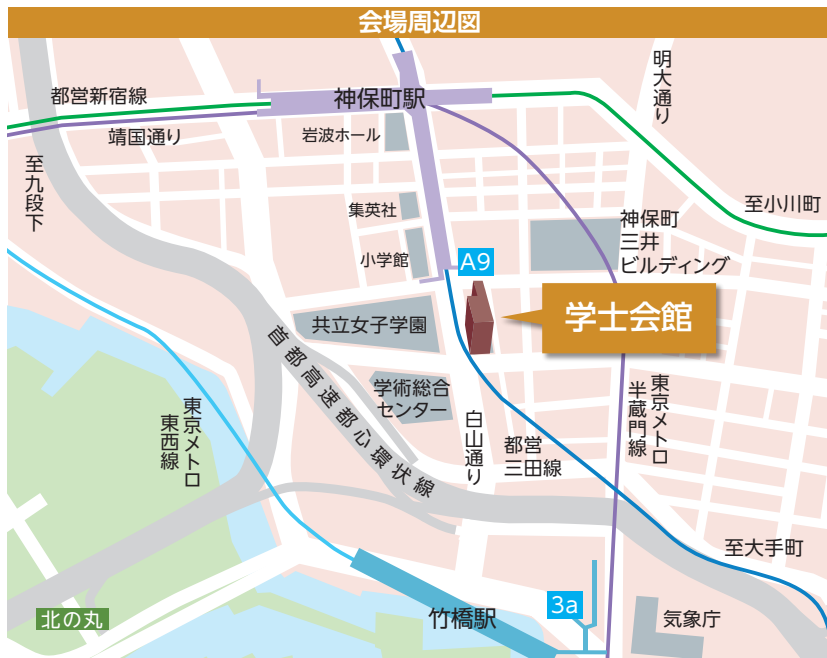 会場周辺図
都営新宿線
神保町駅
明大通り
靖国通り
岩波ホール
至九段下
集英社
至小川町
神保町
三井
ビルディング
小学館
A9
学士会館
共立女子学園
首都高速都心環状線
学術総合
センター
東京メトロ
半蔵門線
東京メトロ
東西線
白山通り
都営
三田線
至大手町
3a
北の丸
竹橋駅
気象庁